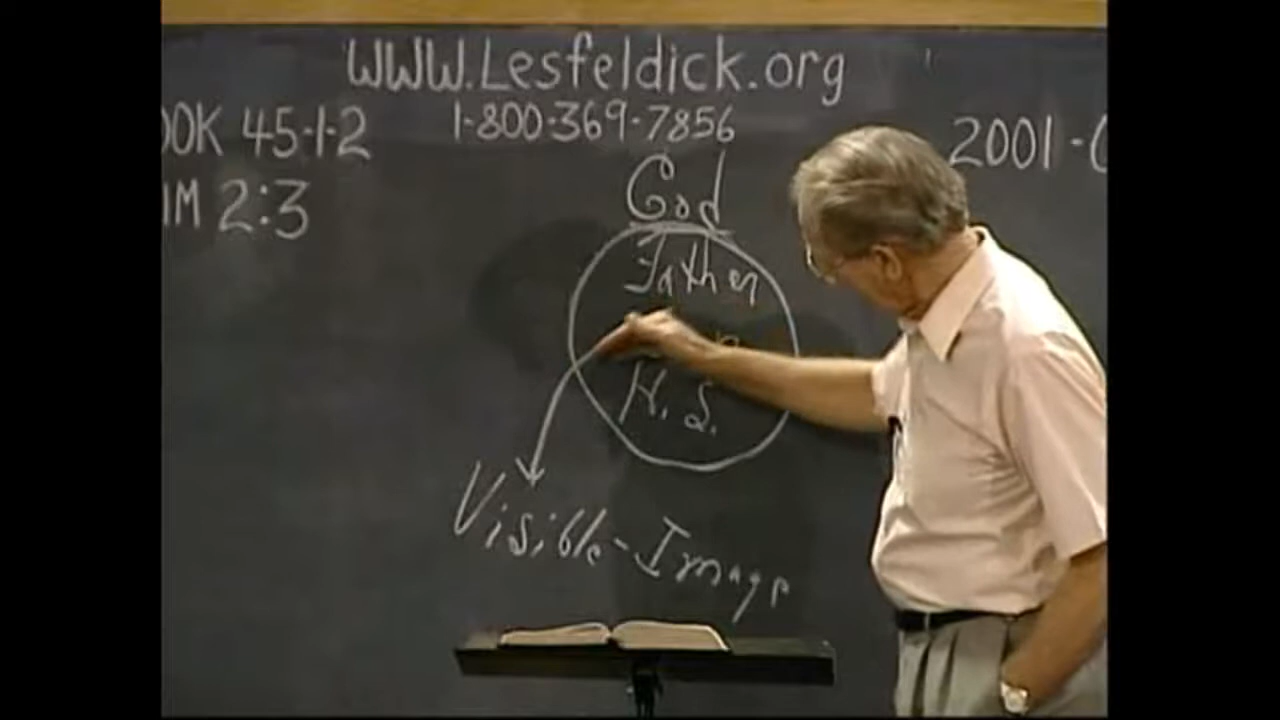 WWW.Lesfeldick.org
OOK 45-1-2
1-800-369-7856
2001-
IM 2:3
God
Father
H.S.
Visible-Image